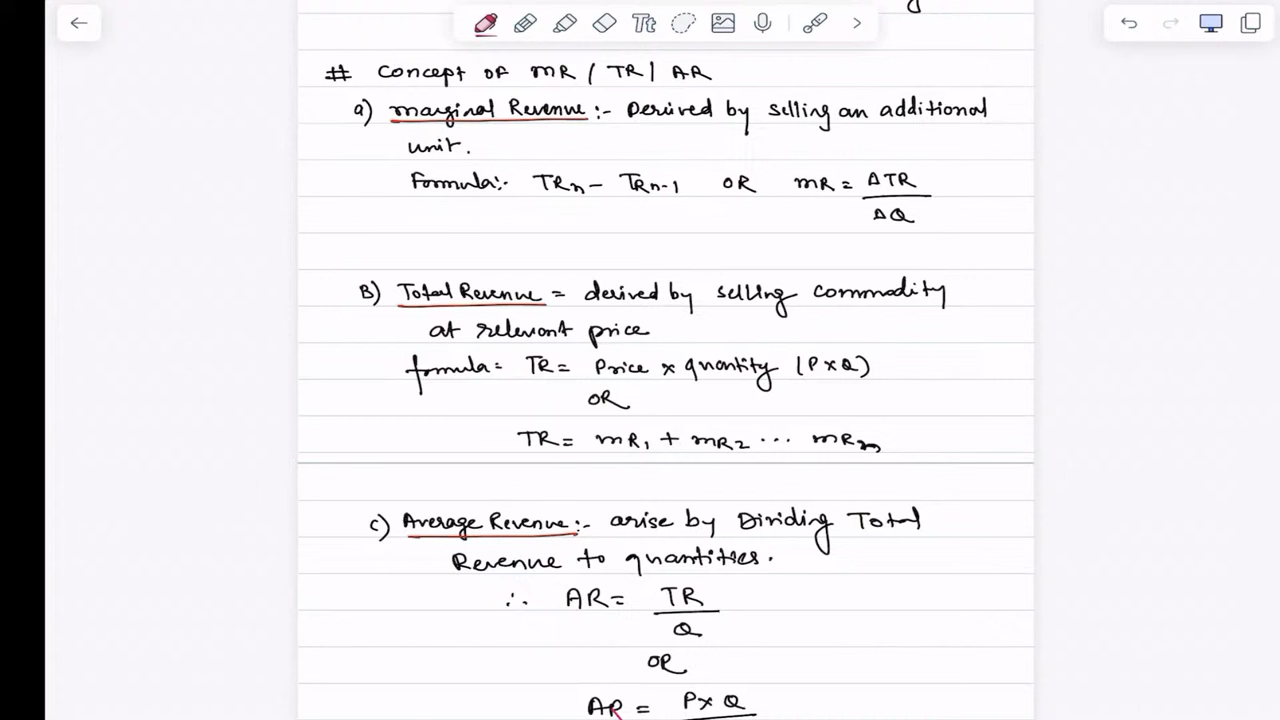 Tt
# Concept OF MR / TR | AR
a) Marginal Revenue :- Derived by selling an additional
unit.
Formula:- TRn - TRn-1 OR MR = ΔTR
ΔQ
B) Total Revenue = derived by selling commodity
at relevant price
formula = TR = Price x quantity (P x Q)
OR
TR = MR1 + MR2 ... MRn
c) Average Revenue :- arise by Dividing Total
Revenue to quantities.
∴ AR = TR
Q
OR
AR = P x Q